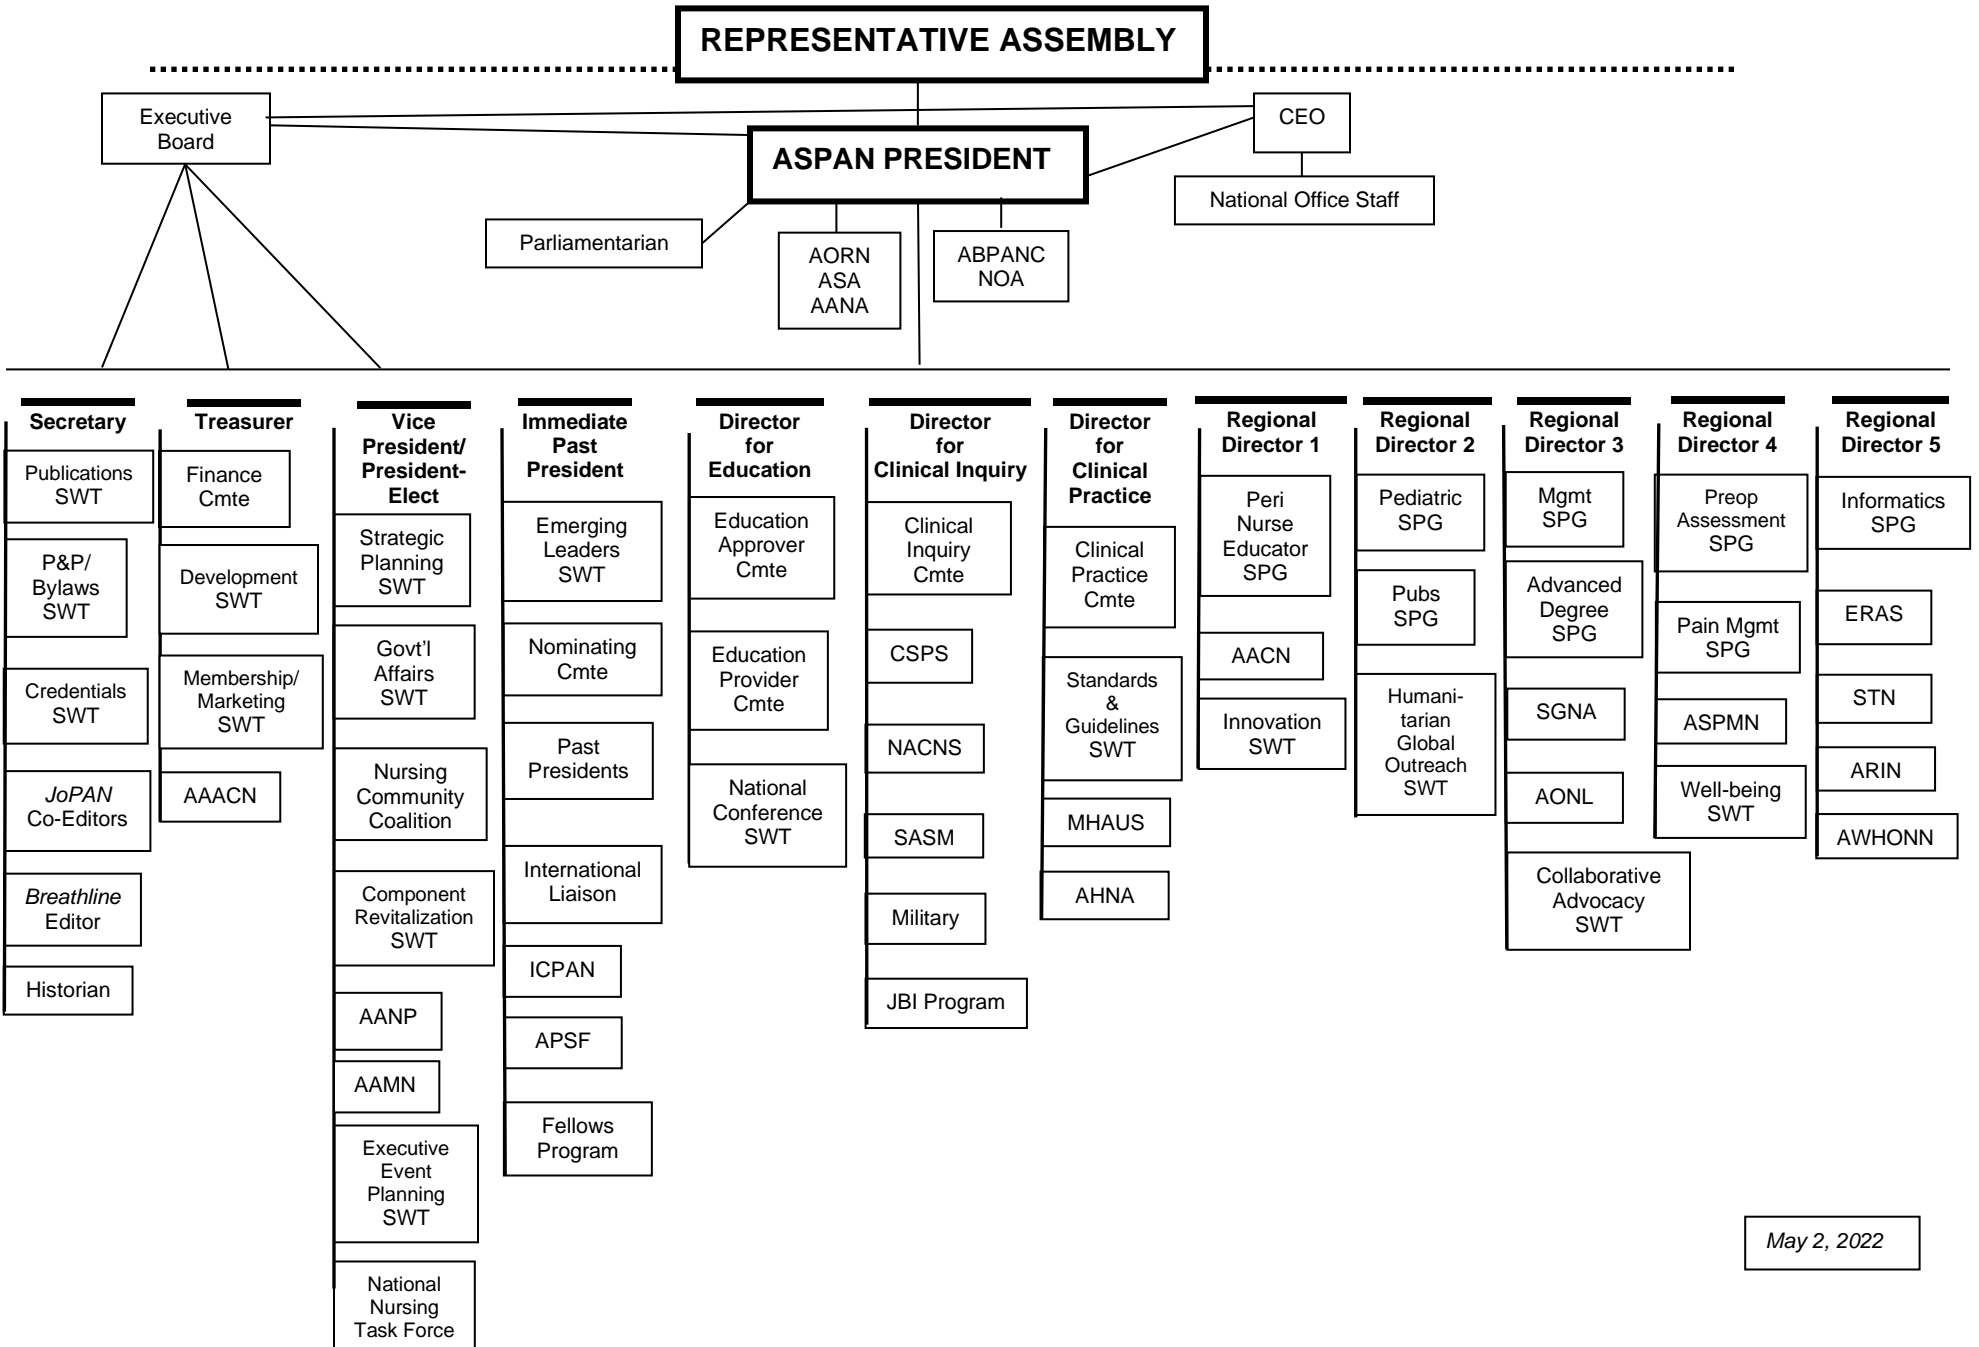 REPRESENTATIVE ASSEMBLY
Executive
Board
CEO
ASPAN PRESIDENT
National Office Staff
Parliamentarian
AORN
ASA
AANA
ABPANC
NOA
Secretary
Publications
SWT
P&P/
Bylaws
SWT
Credentials
SWT
JoPAN
Co-Editors
Breathline
Editor
Historian
Treasurer
Finance
Cmte
Development
SWT
Membership/
Marketing
SWT
AAACN
Vice
President/
President-
Elect
Strategic
Planning
SWT
Govt’l
Affairs
SWT
Nursing
Community
Coalition
Component
Revitalization
SWT
AANP
AAMN
Executive
Event
Planning
SWT
National
Nursing
Task Force
Immediate
Past
President
Emerging
Leaders
SWT
Nominating
Cmte
Past
Presidents
International
Liaison
ICPAN
APSF
Fellows
Program
Director
for
Education
Education
Approver
Cmte
Education
Provider
Cmte
National
Conference
SWT
Director
for
Clinical Inquiry
Clinical
Inquiry
Cmte
CSPS
NACNS
SASM
Military
JBI Program
Director
for
Clinical
Practice
Clinical
Practice
Cmte
Standards
&
Guidelines
SWT
MHAUS
AHNA
Regional
Director 1
Peri
Nurse
Educator
SPG
AACN
Innovation
SWT
Regional
Director 2
Pediatric
SPG
Pubs
SPG
Humani-
tarian
Global
Outreach
SWT
Regional
Director 3
Mgmt
SPG
Advanced
Degree
SPG
SGNA
AONL
Collaborative
Advocacy
SWT
Regional
Director 4
Preop
Assessment
SPG
Pain Mgmt
SPG
ASPMN
Well-being
SWT
Regional
Director 5
Informatics
SPG
ERAS
STN
ARIN
AWHONN
May 2, 2022